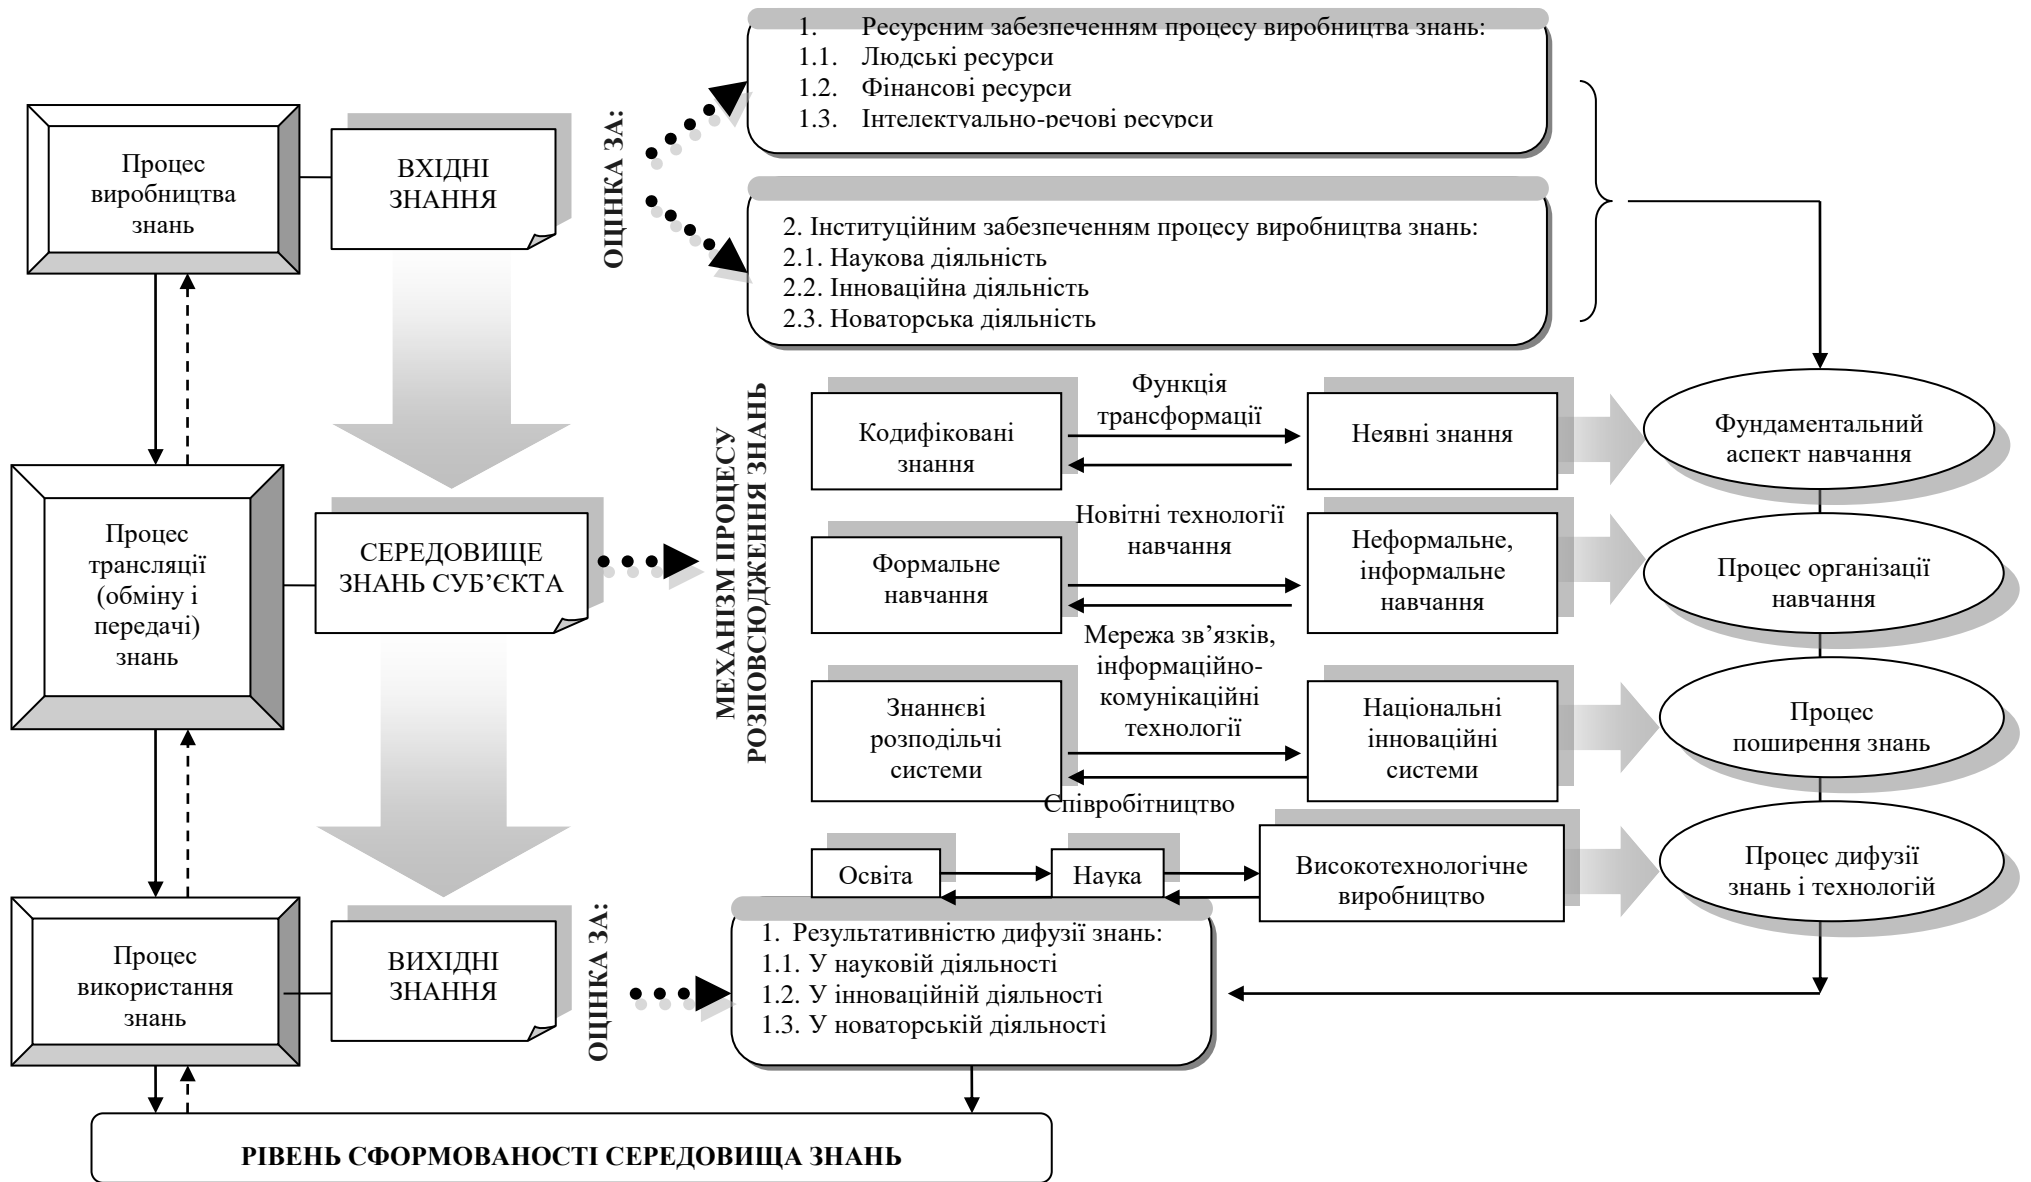 1. Ресурсним забезпеченням процесу виробництва знань:
1.1. Людські ресурси
1.2. Фінансові ресурси
1.3. Інтелектуально-речові ресурси
Процес
виробництва
знань
ВХІДНІ
ЗНАННЯ
ОЦІНКА ЗА:
2. Інституційним забезпеченням процесу виробництва знань:
2.1. Наукова діяльність
2.2. Інноваційна діяльність
2.3. Новаторська діяльність
Процес
трансляції
(обміну і
передачі)
знань
СЕРЕДОВИЩЕ
ЗНАНЬ СУБ’ЄКТА
МЕХАНІЗМ ПРОЦЕСУ
РОЗПОВСЮДЖЕННЯ ЗНАНЬ
Кодифіковані
знання
Функція
трансформації
Неявні знання
Фундаментальний
аспект навчання
Формальне
навчання
Новітні технології
навчання
Неформальне,
інформальне
навчання
Процес організації
навчання
Знаннєві
розподільчі
системи
Мережа зв’язків,
інформаційно-
комунікаційні
технології
Національні
інноваційні
системи
Процес
поширення знань
Співробітництво
Освіта
Наука
Високотехнологічне
виробництво
Процес дифузії
знань і технологій
Процес
використання
знань
ВИХІДНІ
ЗНАННЯ
ОЦІНКА ЗА:
1. Результативністю дифузії знань:
1.1. У науковій діяльності
1.2. У інноваційній діяльності
1.3. У новаторській діяльності
РІВЕНЬ СФОРМОВАНОСТІ СЕРЕДОВИЩА ЗНАНЬ